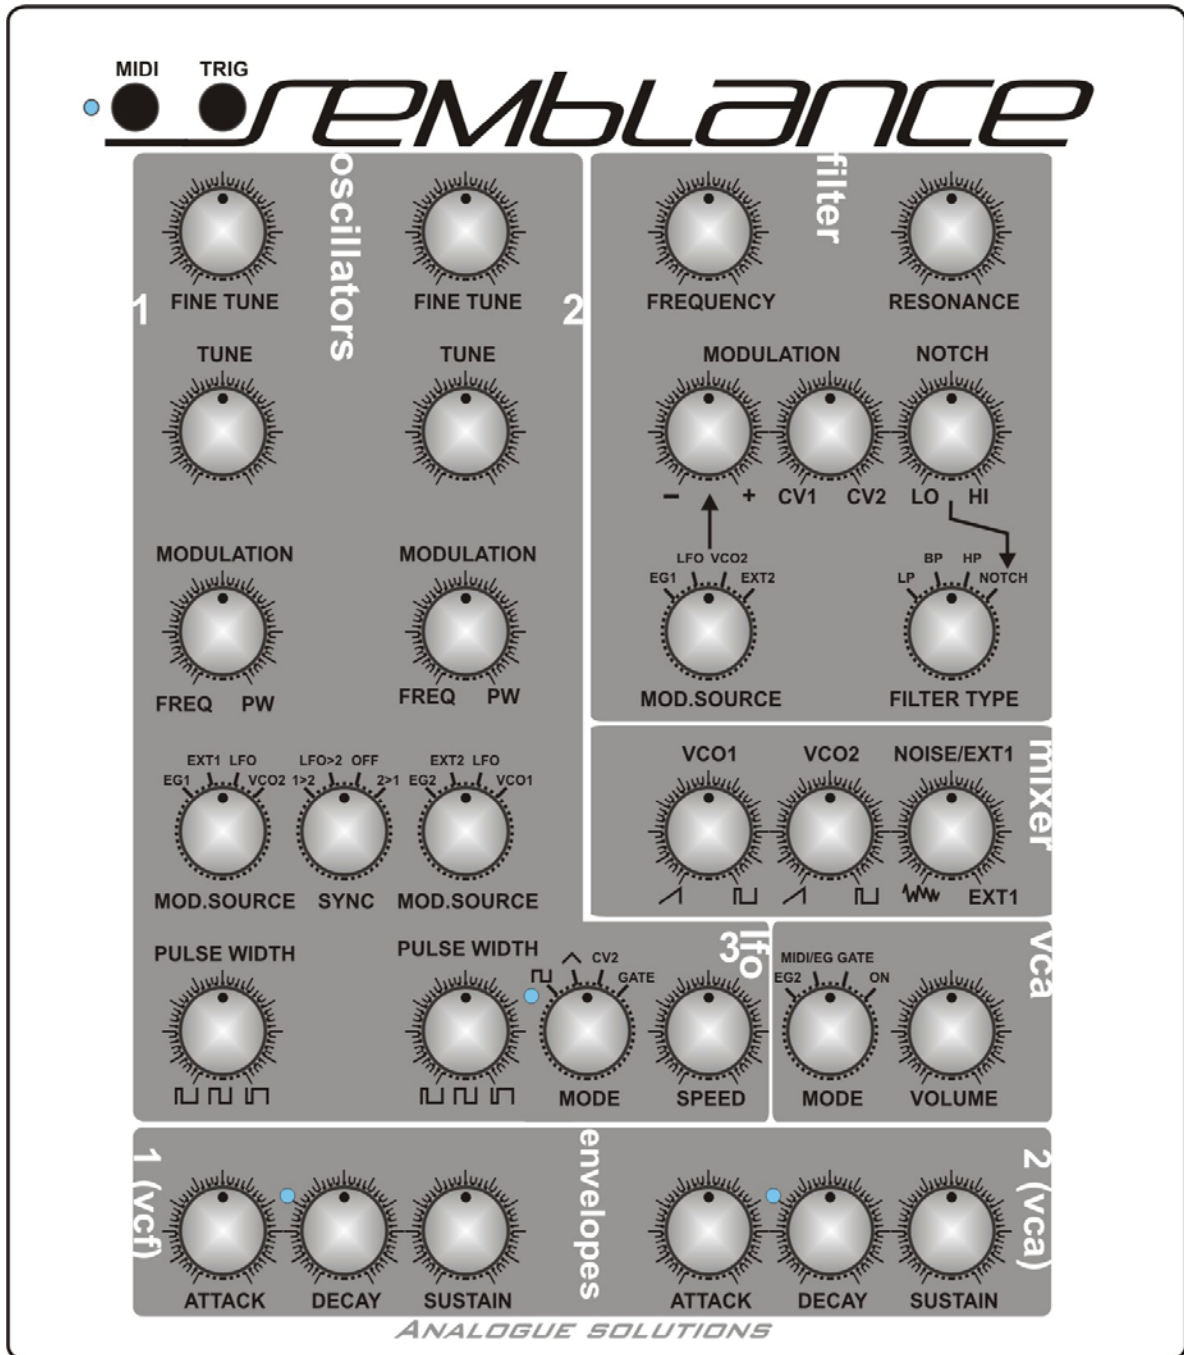 MIDI TRIG
semblance
oscillators
1
FINE TUNE
FINE TUNE
2
TUNE
TUNE
MODULATION
MODULATION
FREQ PW
FREQ PW
EG1 EXT1 LFO VCO2
MOD.SOURCE
1>2 LFO>2 OFF 2>1
SYNC
EG2 EXT2 LFO VCO1
MOD.SOURCE
PULSE WIDTH
PULSE WIDTH
filter
FREQUENCY
RESONANCE
MODULATION
NOTCH
− +
CV1 CV2
LO HI
EG1 LFO VCO2 EXT2
MOD.SOURCE
LP BP HP NOTCH
FILTER TYPE
mixer
VCO1
VCO2
NOISE/EXT1
EXT1
3
lfo
CV2
GATE
MODE
SPEED
vca
EG2 MIDI/EG GATE ON
MODE
VOLUME
envelopes
1 (vcf)
ATTACK DECAY SUSTAIN
2 (vca)
ATTACK DECAY SUSTAIN
ANALOGUE SOLUTIONS